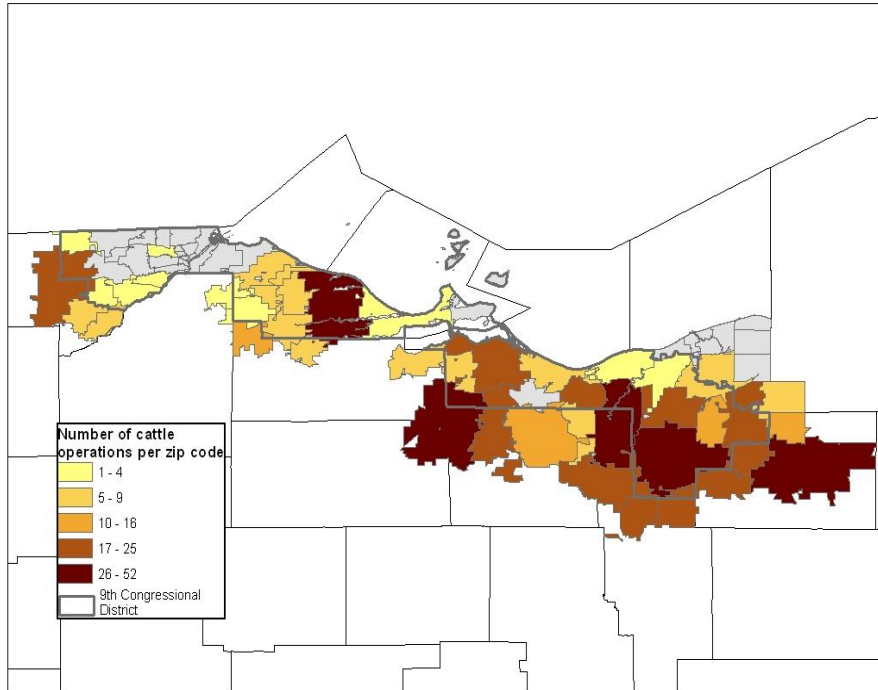 Number of cattle
operations per zip code
1 - 4
5 - 9
10 - 16
17 - 25
26 - 52
9th Congressional
District